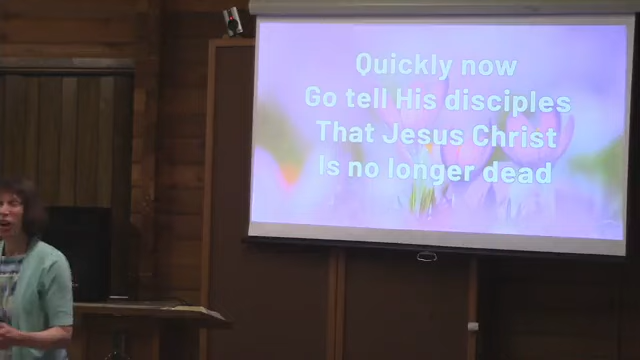 Quickly now
Go tell His disciples
That Jesus Christ
Is no longer dead